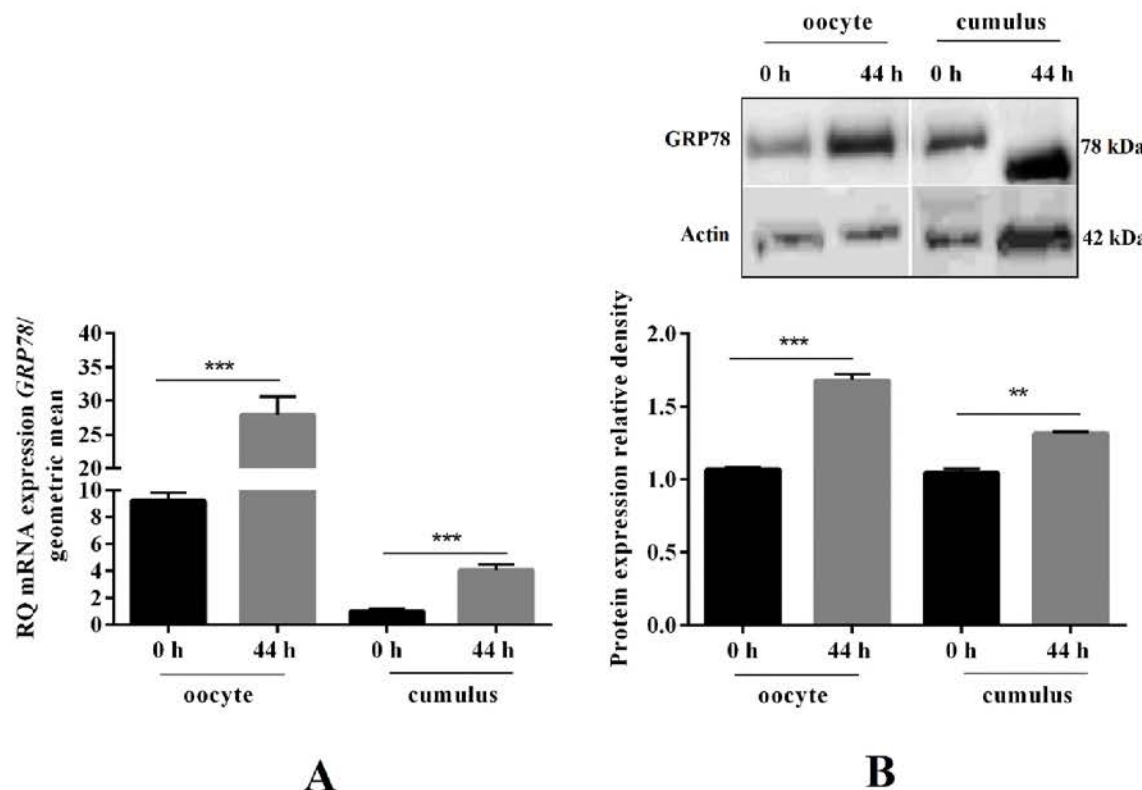 oocyte cumulus
0 h 44 h 0 h 44 h
GRP78 78 kDa
Actin 42 kDa
RQ mRNA expression GRP78/
geometric mean
40
35
30
25
20
10
8
6
4
2
0
***
***
0 h 44 h 0 h 44 h
oocyte cumulus
A
Protein expression relative density
2.0
1.5
1.0
0.5
0.0
***
**
0 h 44 h 0 h 44 h
oocyte cumulus
B